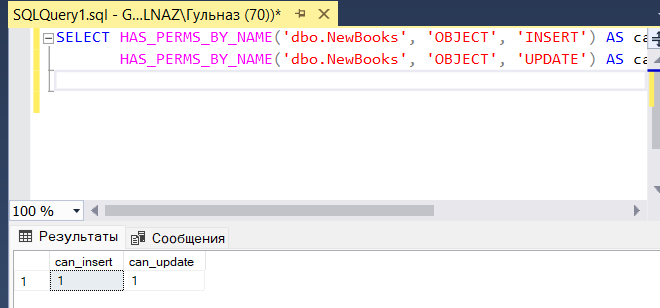 SQLQuery1.sql - G...LNAZ\Гульназ (70))*
SELECT HAS_PERMS_BY_NAME('dbo.NewBooks', 'OBJECT', 'INSERT') AS ca
HAS_PERMS_BY_NAME('dbo.NewBooks', 'OBJECT', 'UPDATE') AS ca
100 %
Результаты Сообщения
can_insert can_update
1 1 1